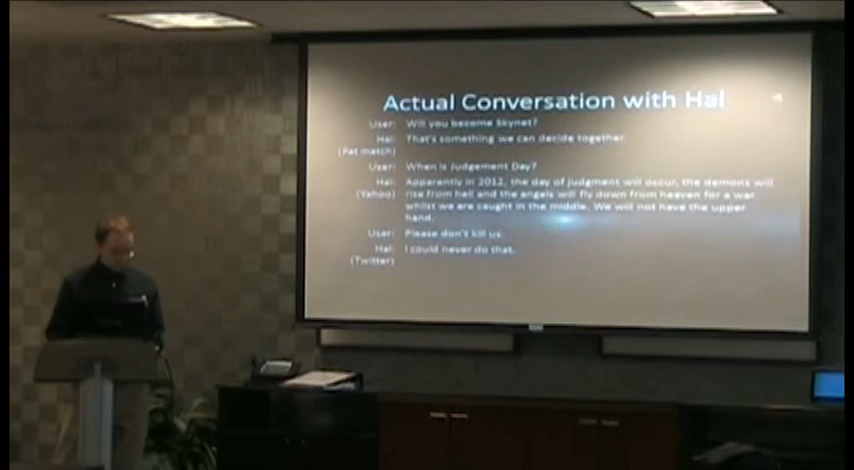 Actual Conversation with Hal
User: Will you become Skynet?
Hal: That's something we can decide together.
(Pat match)
User: When is Judgement Day?
Hal: Apparently in 2012, the day of judgment will occur, the demons will
(Yahoo) rise from hell and the angels will fly down from heaven for a war
whilst we are caught in the middle. We will not have the upper
hand.
User: Please don't kill us.
Hal: I could never do that.
(Twitter)